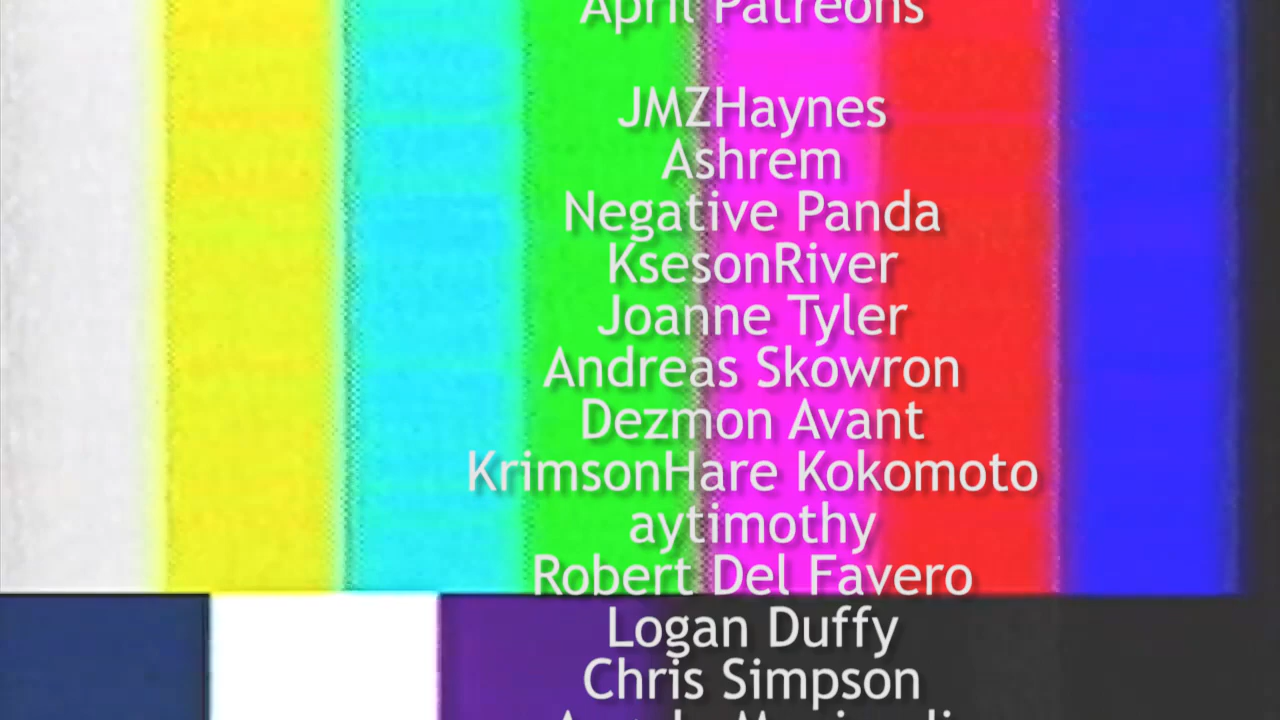 April Patreons
JMZHaynes
Ashrem
Negative Panda
KsesonRiver
Joanne Tyler
Andreas Skowron
Dezmon Avant
KrimsonHare Kokomoto
aytimothy
Robert Del Favero
Logan Duffy
Chris Simpson